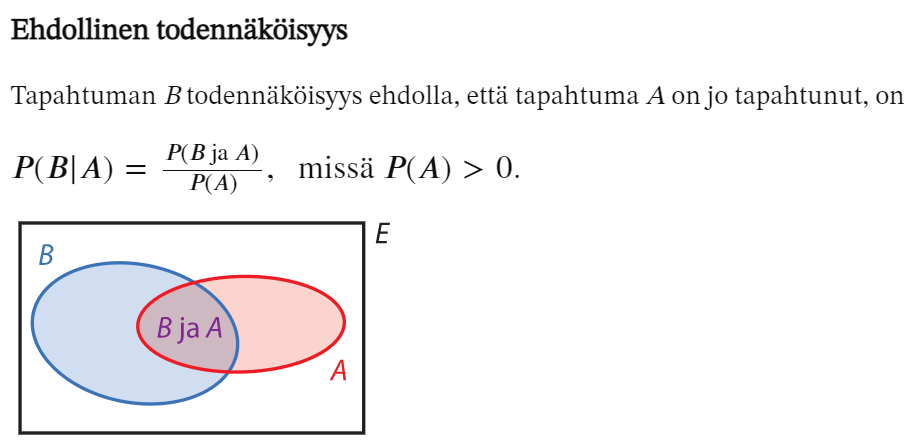 Ehdollinen todennäköisyys
Tapahtuman B todennäköisyys ehdolla, että tapahtuma A on jo tapahtunut, on
P(B|A) = P(B ja A)/P(A), missä P(A) > 0.
E
B
B ja A
A